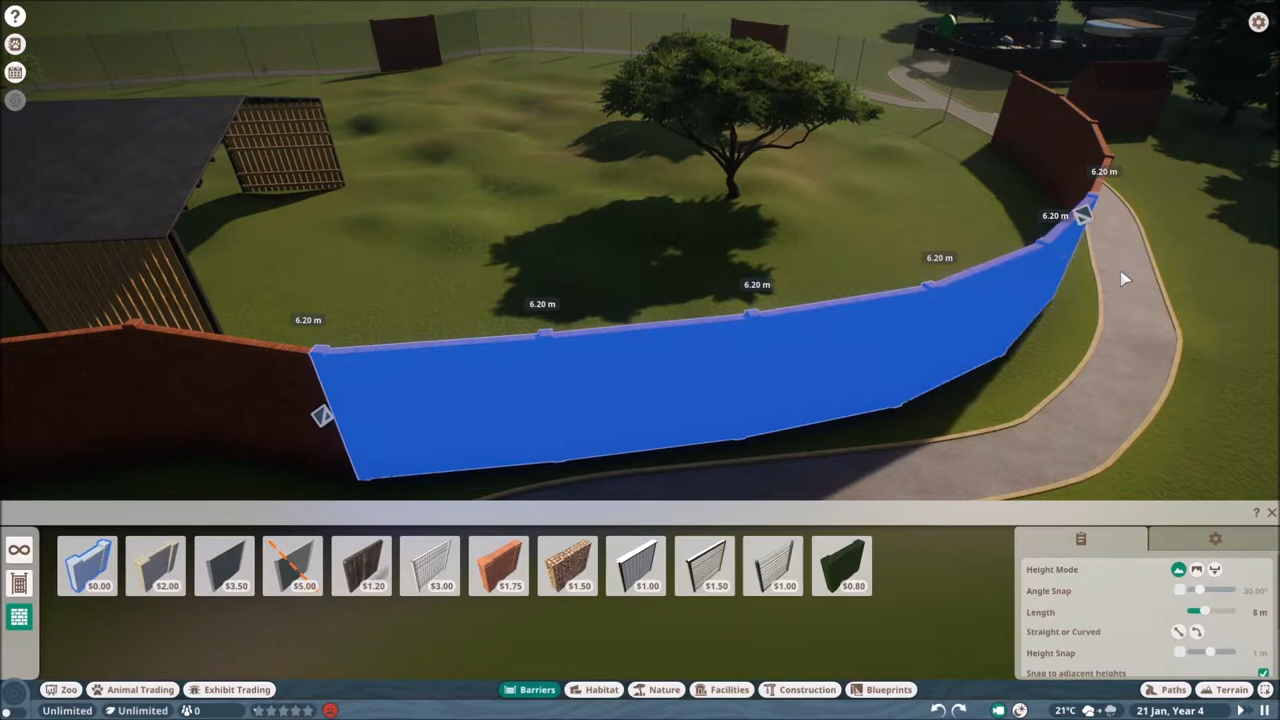 ?
6.20 m
6.20 m
6.20 m
6.20 m
6.20 m
6.20 m
?
$0.00
$2.00
$3.50
$5.00
$1.20
$3.00
$1.75
$1.50
$1.00
$1.50
$1.00
$0.80
Height Mode
Angle Snap 30.00°
Length 8 m
Straight or Curved
Height Snap 1 m
Snap to adjacent heights
Zoo Animal Trading Exhibit Trading Barriers Habitat Nature Facilities Construction Blueprints Paths Terrain
Unlimited Unlimited 0 21°C 21 Jan, Year 4